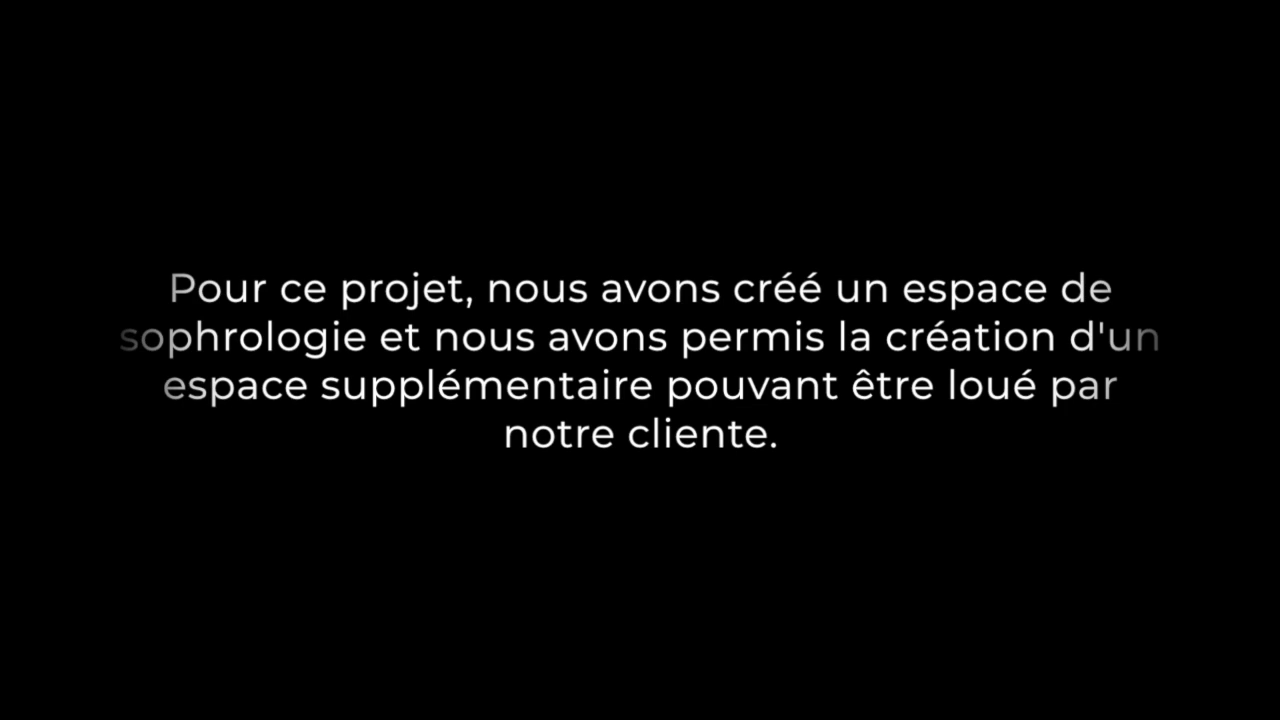 Pour ce projet, nous avons créé un espace de
sophrologie et nous avons permis la création d'un
espace supplémentaire pouvant être loué par
notre cliente.